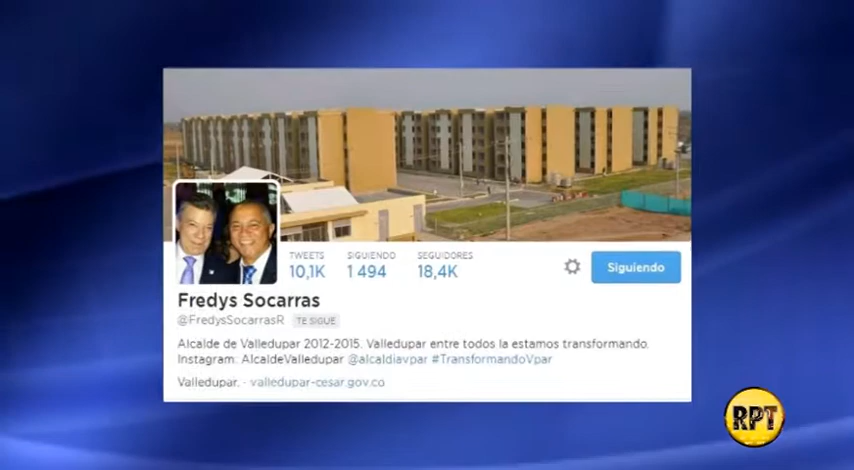 TWEETS SIGUIENDO SEGUIDORES
10,1K 1 494 18,4K
Siguiendo
Fredys Socarras
@FredysSocarrasR TE SIGUE
Alcalde de Valledupar 2012-2015. Valledupar entre todos la estamos transformando.
Instagram: AlcaldeValledupar @alcaldiavpar #TransformandoVpar
Valledupar. · valledupar-cesar.gov.co
RPT